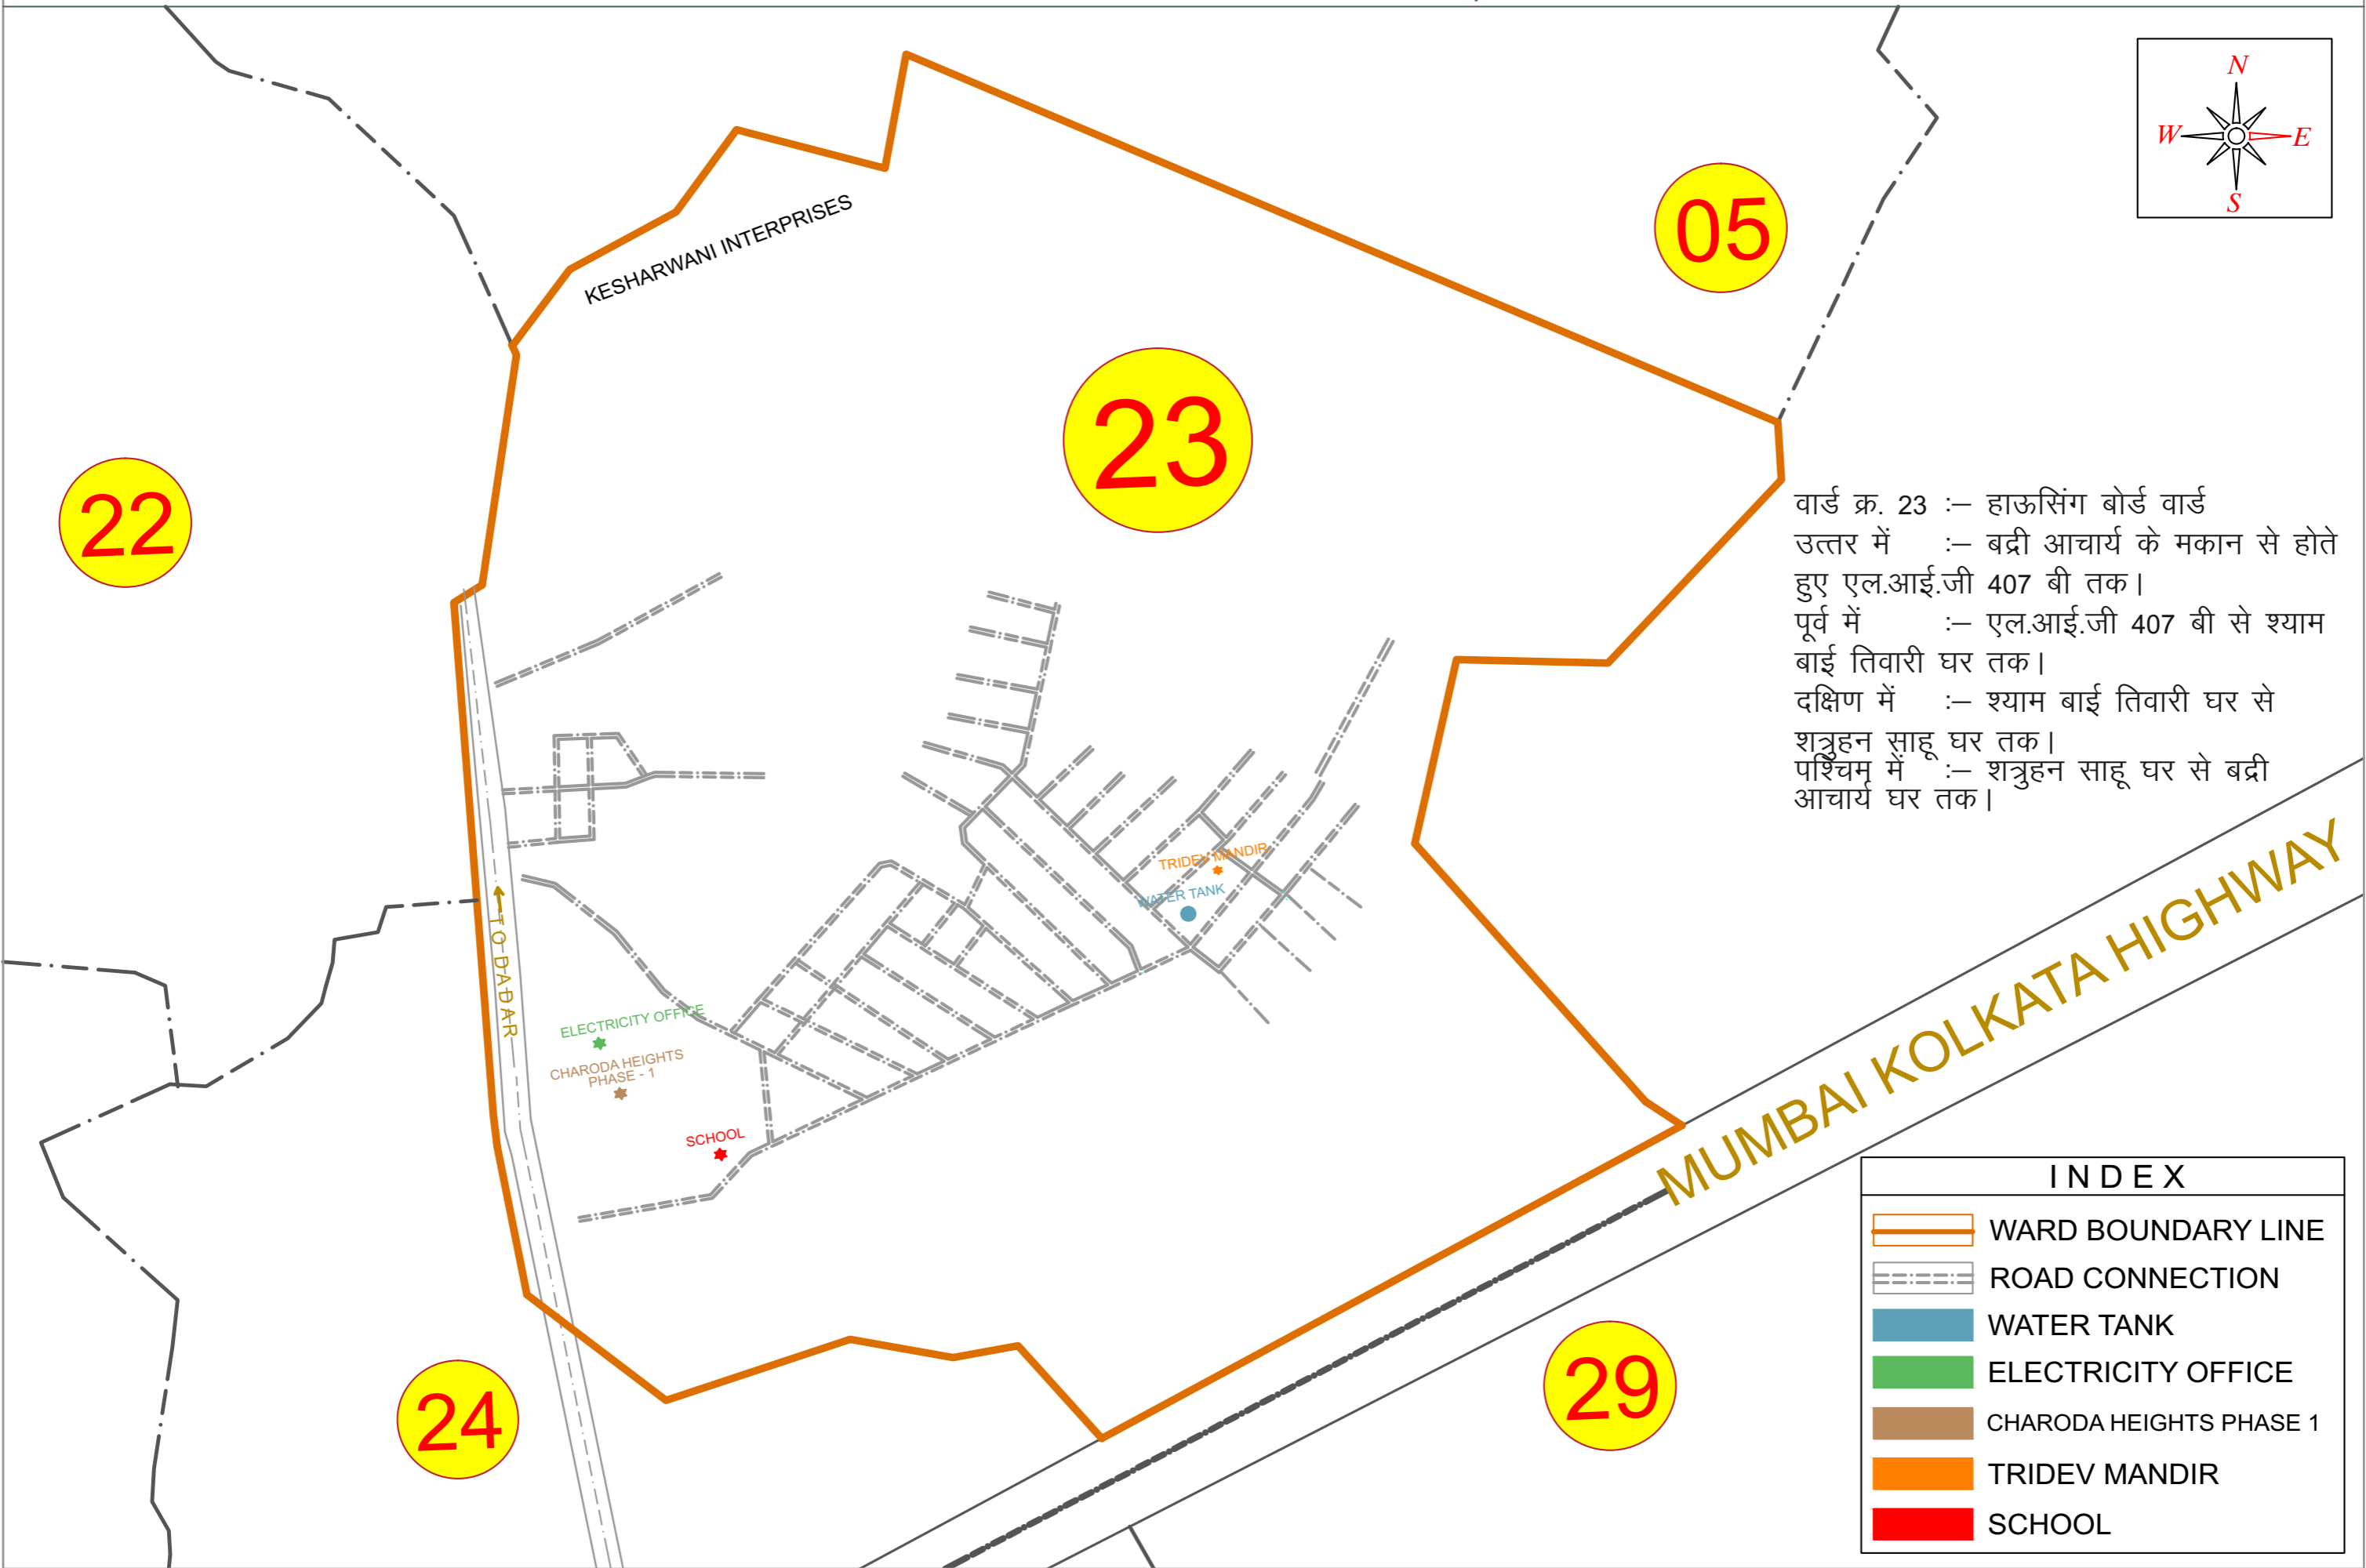 N
W
E
S
05
KESHARWANI INTERPRISES
23
22
वार्ड क्र. 23 :– हाऊसिंग बोर्ड वार्ड
उत्तर में :– बद्री आचार्य के मकान से होते
हुए एल.आई.जी 407 बी तक।
पूर्व में :– एल.आई.जी 407 बी से श्याम
बाई तिवारी घर तक।
दक्षिण में :– श्याम बाई तिवारी घर से
शत्रुहन साहू घर तक।
पश्चिम में :– शत्रुहन साहू घर से बद्री
आचार्य घर तक।
TRIDEV MANDIR
WATER TANK
TO DADAR
ELECTRICITY OFFICE
CHARODA HEIGHTS
PHASE - 1
SCHOOL
MUMBAI KOLKATA HIGHWAY
24
29
INDEX
WARD BOUNDARY LINE
ROAD CONNECTION
WATER TANK
ELECTRICITY OFFICE
CHARODA HEIGHTS PHASE 1
TRIDEV MANDIR
SCHOOL